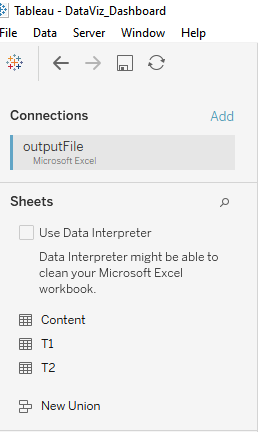 Tableau - DataViz_Dashboard
File Data Server Window Help
Connections Add
outputFile
Microsoft Excel
Sheets
Use Data Interpreter
Data Interpreter might be able to
clean your Microsoft Excel
workbook.
Content
T1
T2
New Union